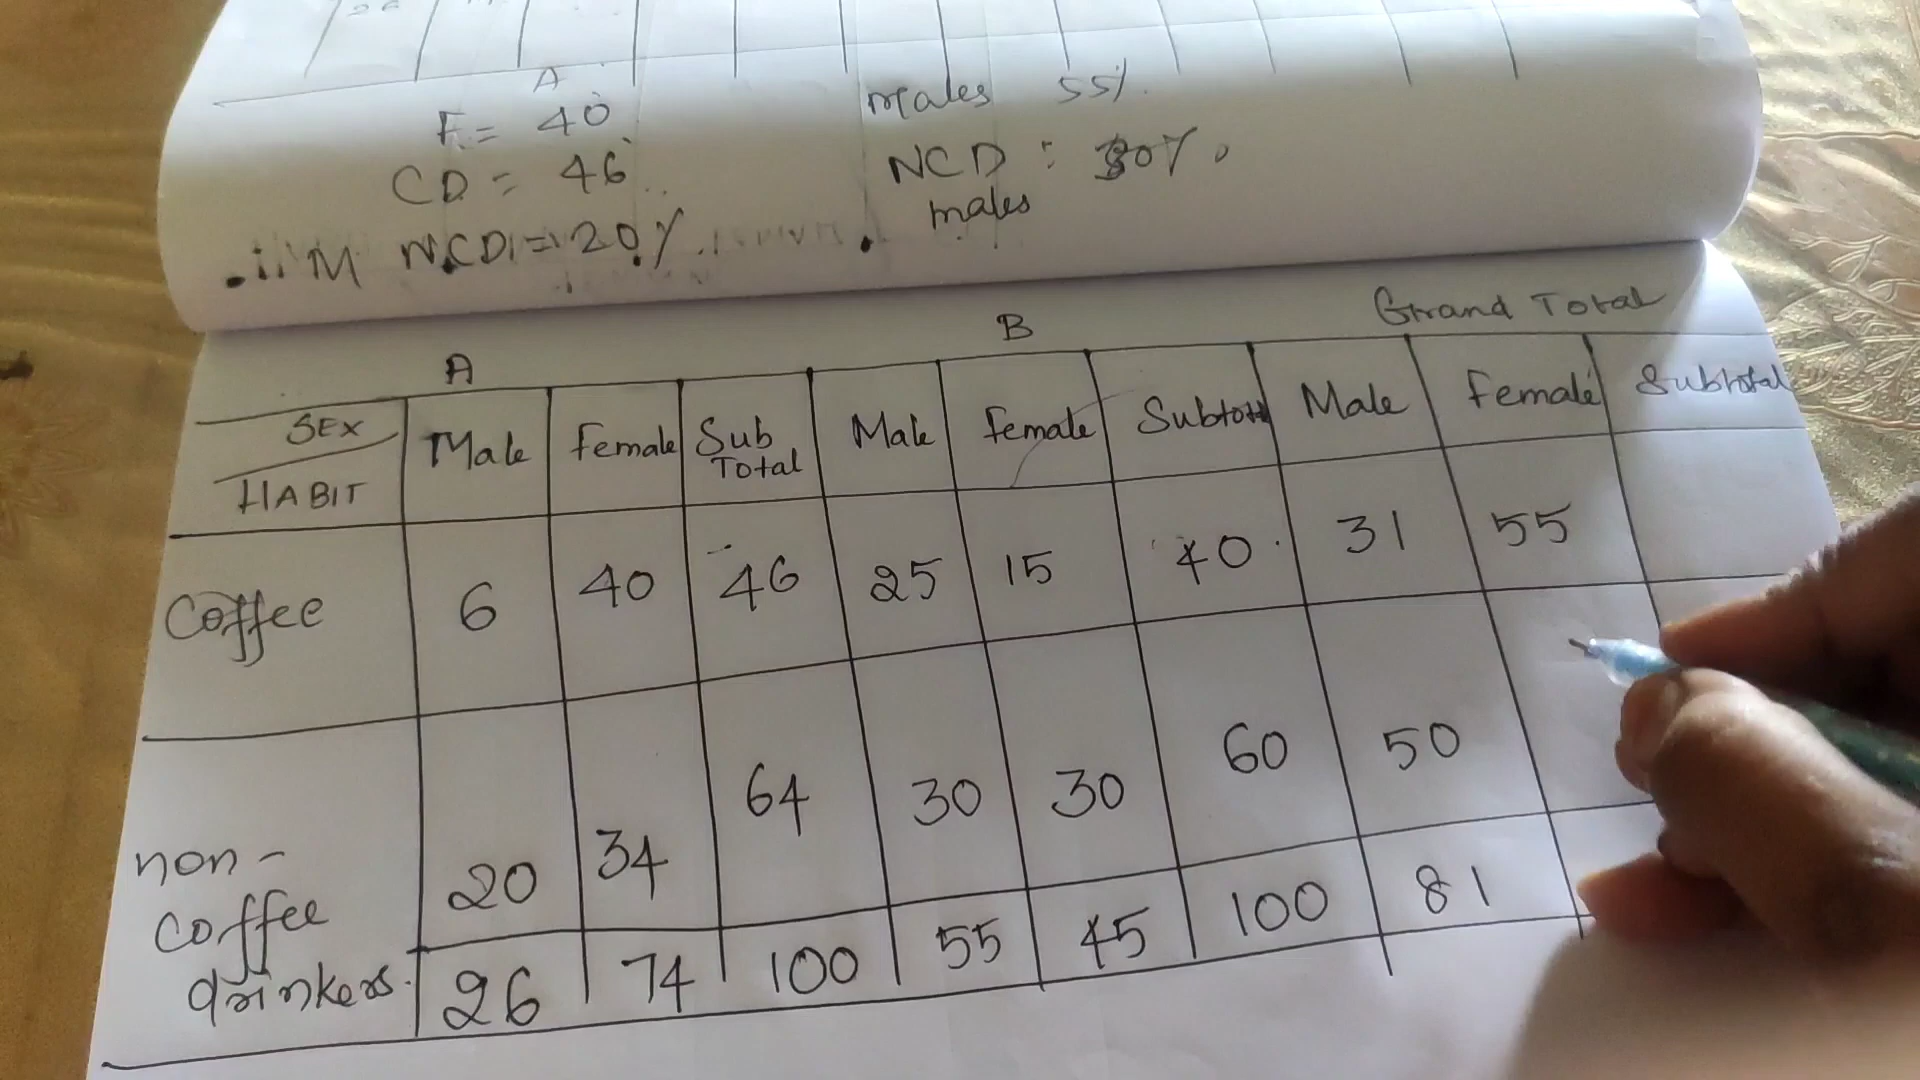 A
F = 40
CD = 46
M NCD = 20%
Males 55%
NCD : 30%
males
A B Grand Total
SEX
HABIT
Male Female Sub Total Male Female Subtotal Male Female Subtotal
Coffee 6 40 46 25 15 40 31 55
non-
coffee
drinkers 20 34 64 30 30 60 50
26 74 100 55 45 100 81